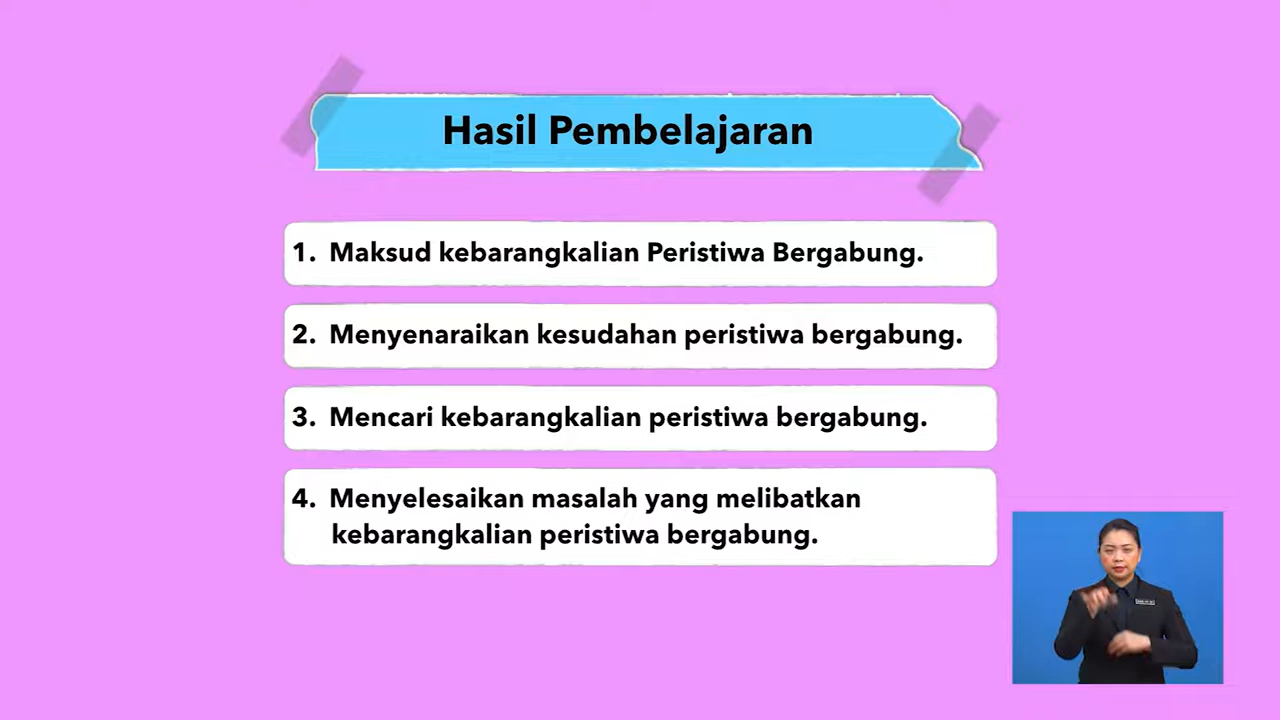 Hasil Pembelajaran
1. Maksud kebarangkalian Peristiwa Bergabung.
2. Menyenaraikan kesudahan peristiwa bergabung.
3. Mencari kebarangkalian peristiwa bergabung.
4. Menyelesaikan masalah yang melibatkan
kebarangkalian peristiwa bergabung.